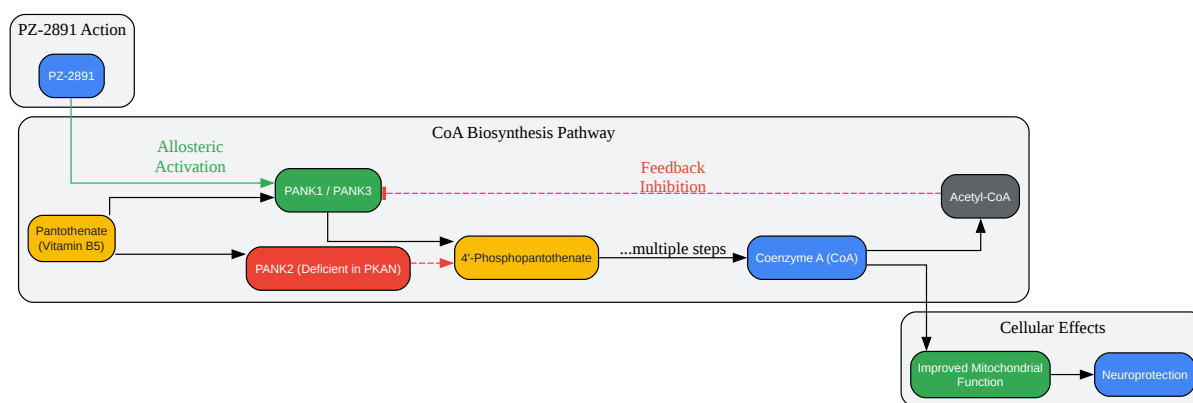 PZ-2891 Action
PZ-2891
CoA Biosynthesis Pathway
Allosteric
Activation
Feedback
Inhibition
PANK1 / PANK3
Acetyl-CoA
Pantothenate
(Vitamin B5)
PANK2 (Deficient in PKAN)
4'-Phosphopantothenate
...multiple steps
Coenzyme A (CoA)
Cellular Effects
Improved Mitochondrial
Function
Neuroprotection